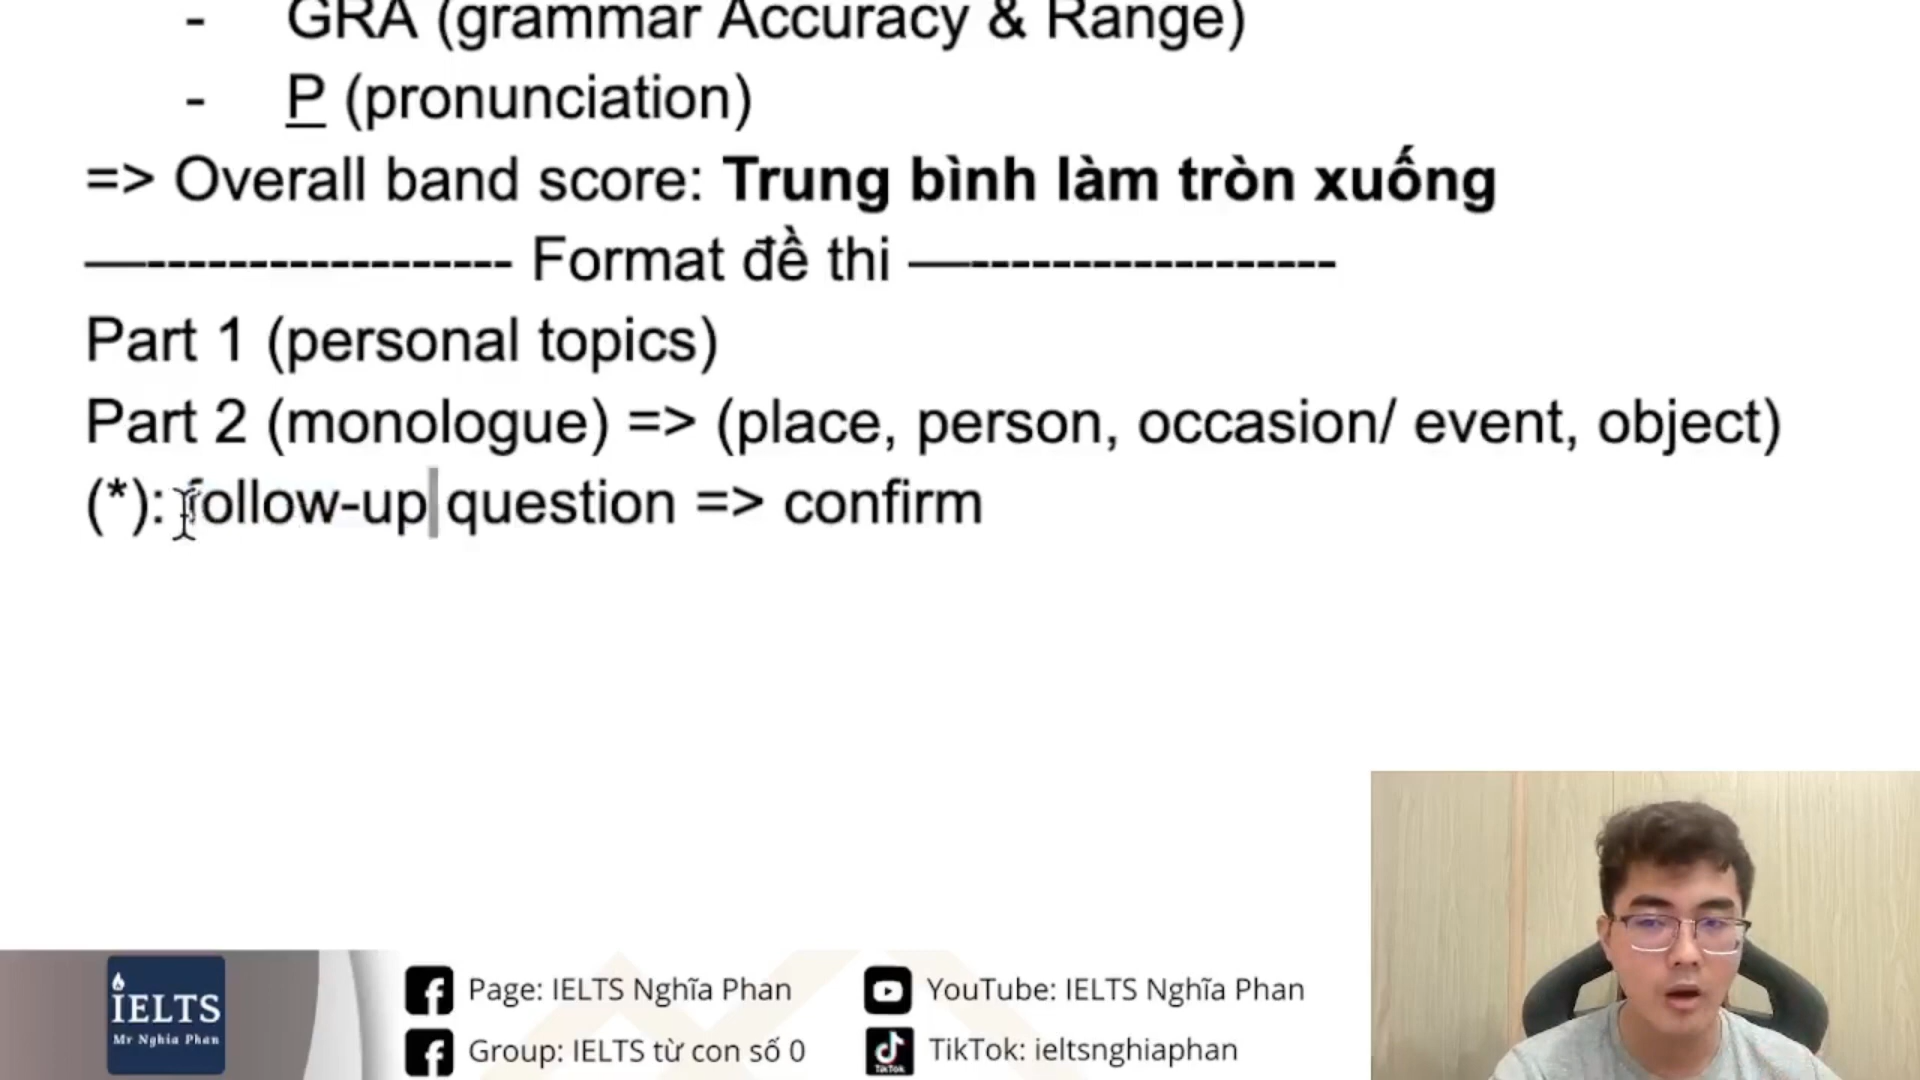 - GRA (grammar Accuracy & Range)
- P (pronunciation)
=> Overall band score: Trung bình làm tròn xuống
—------------------ Format đề thi —------------------
Part 1 (personal topics)
Part 2 (monologue) => (place, person, occasion/ event, object)
(*): follow-up question => confirm
IELTS
Mr Nghia Phan
Page: IELTS Nghĩa Phan
Group: IELTS từ con số 0
YouTube: IELTS Nghĩa Phan
TikTok
TikTok: ieltsnghiaphan